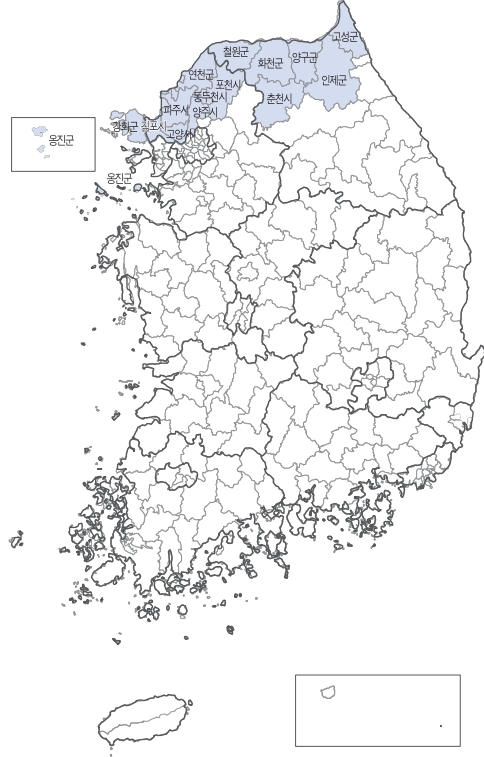 고성군
철원군
화천군
양구군
연천군
인제군
포천시
동두천시
춘천시
파주시
양주시
강화군
김포시
고양시
옹진군
옹진군